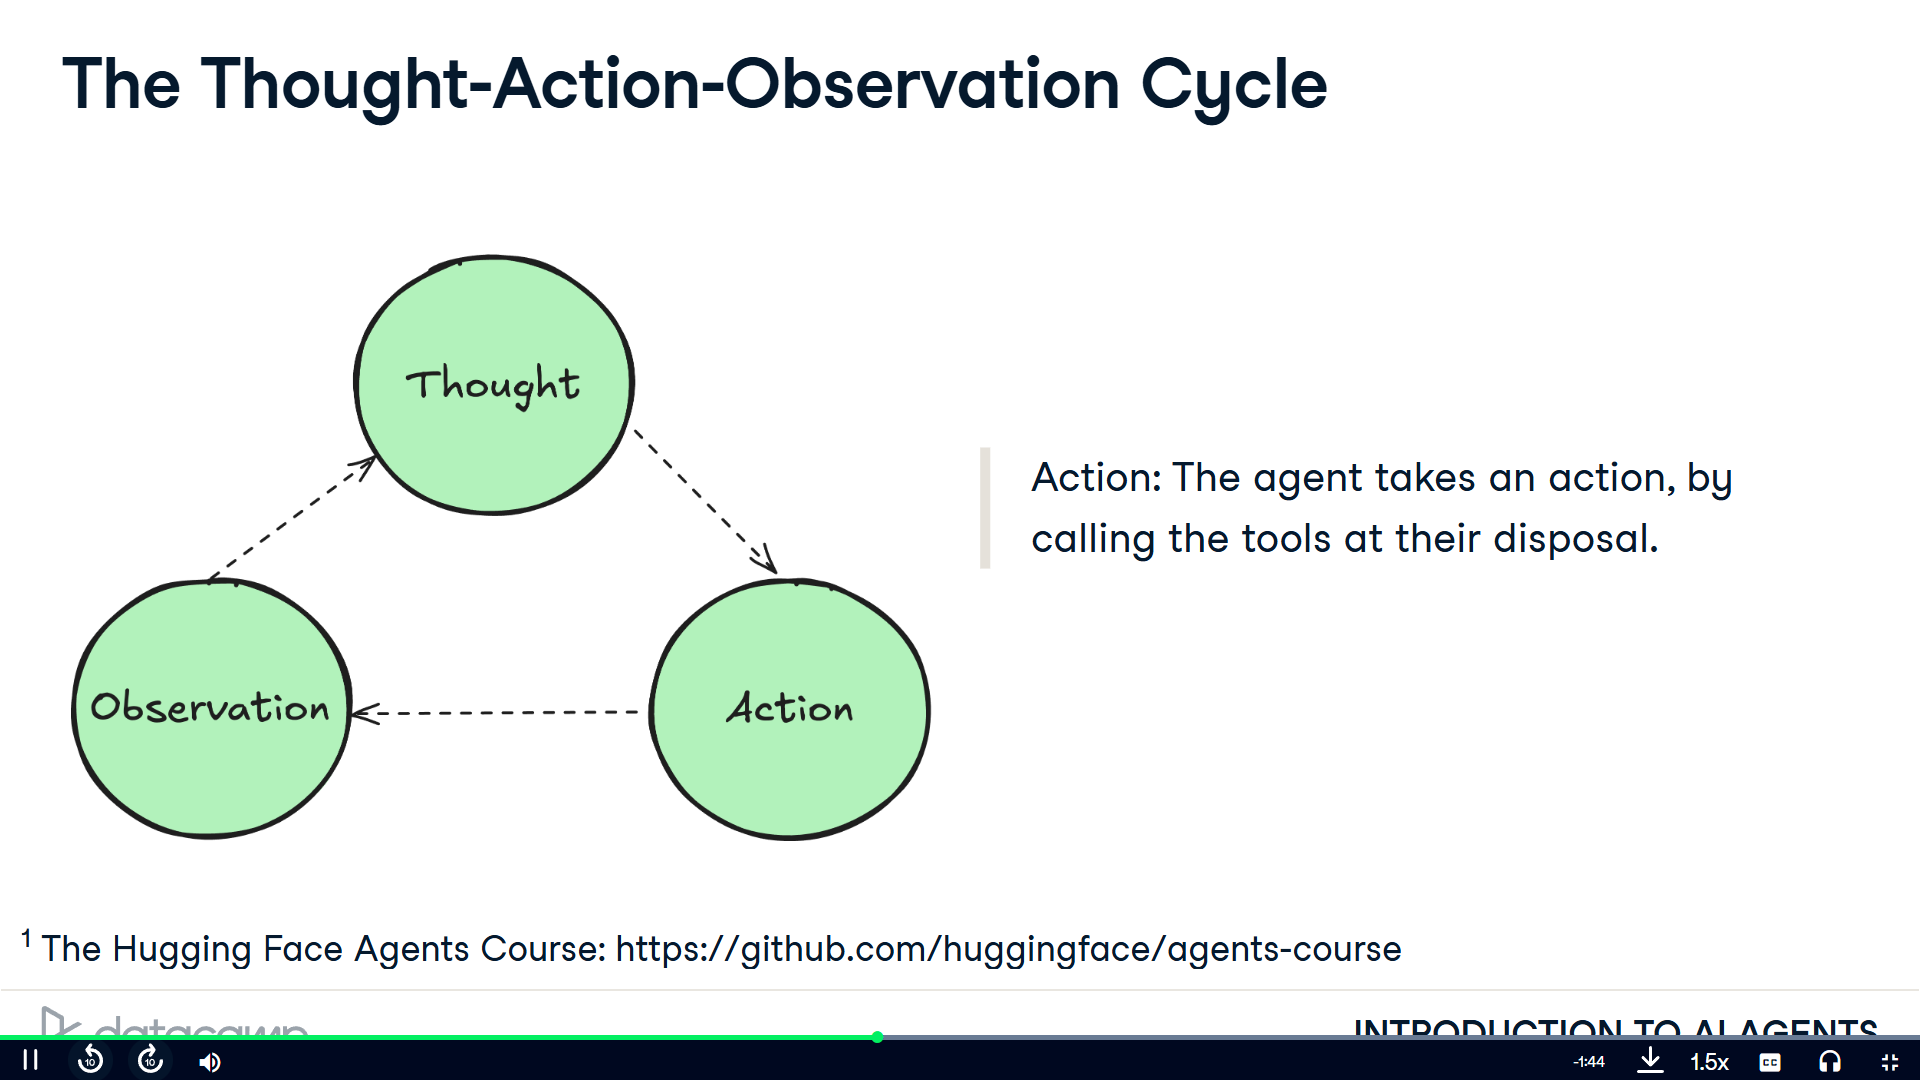 The Thought-Action-Observation Cycle
Thought
Action: The agent takes an action, by
calling the tools at their disposal.
Observation
Action
1 The Hugging Face Agents Course: https://github.com/huggingface/agents-course
datacamp
INTRODUCTION TO AI AGENTS
10
10
-1:44
1.5x
CC